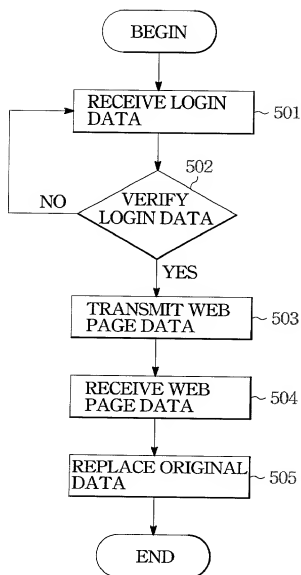 BEGIN
RECEIVE LOGIN
DATA
501
502
VERIFY
LOGIN DATA
NO
YES
TRANSMIT WEB
PAGE DATA
503
RECEIVE WEB
PAGE DATA
504
REPLACE ORIGINAL
DATA
505
END